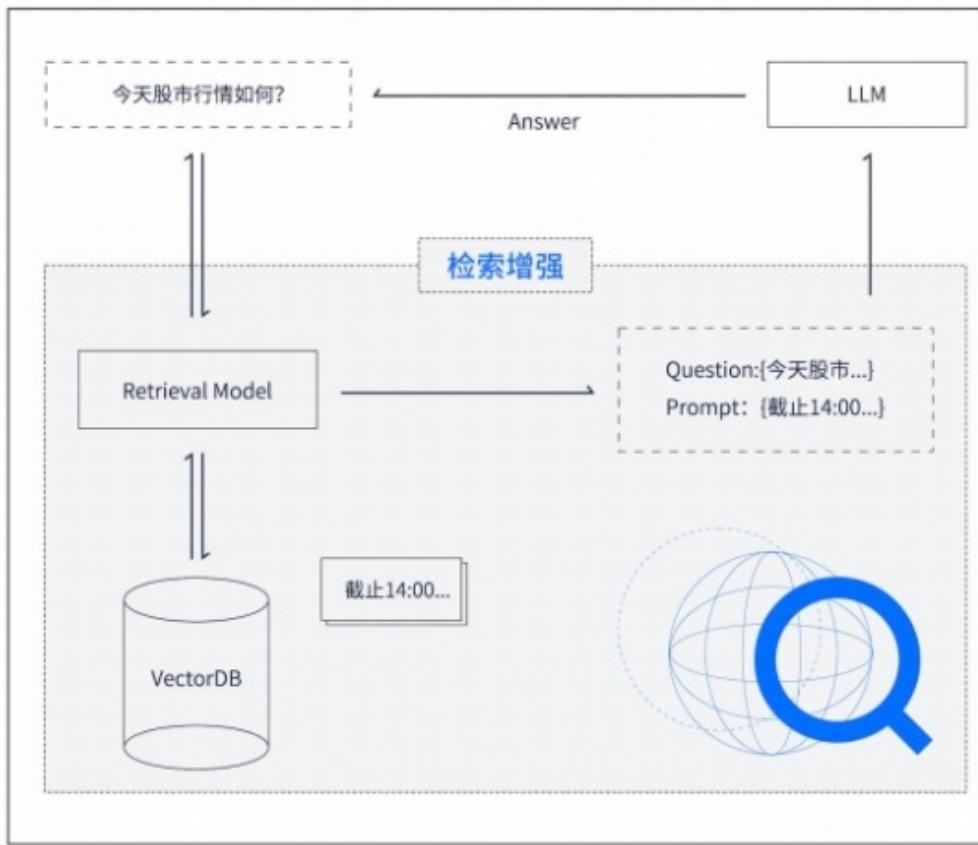 今天股市行情如何？
LLM
Answer
检索增强
Retrieval Model
Question:{今天股市...}
Prompt：{截止14:00...}
截止14:00...
VectorDB